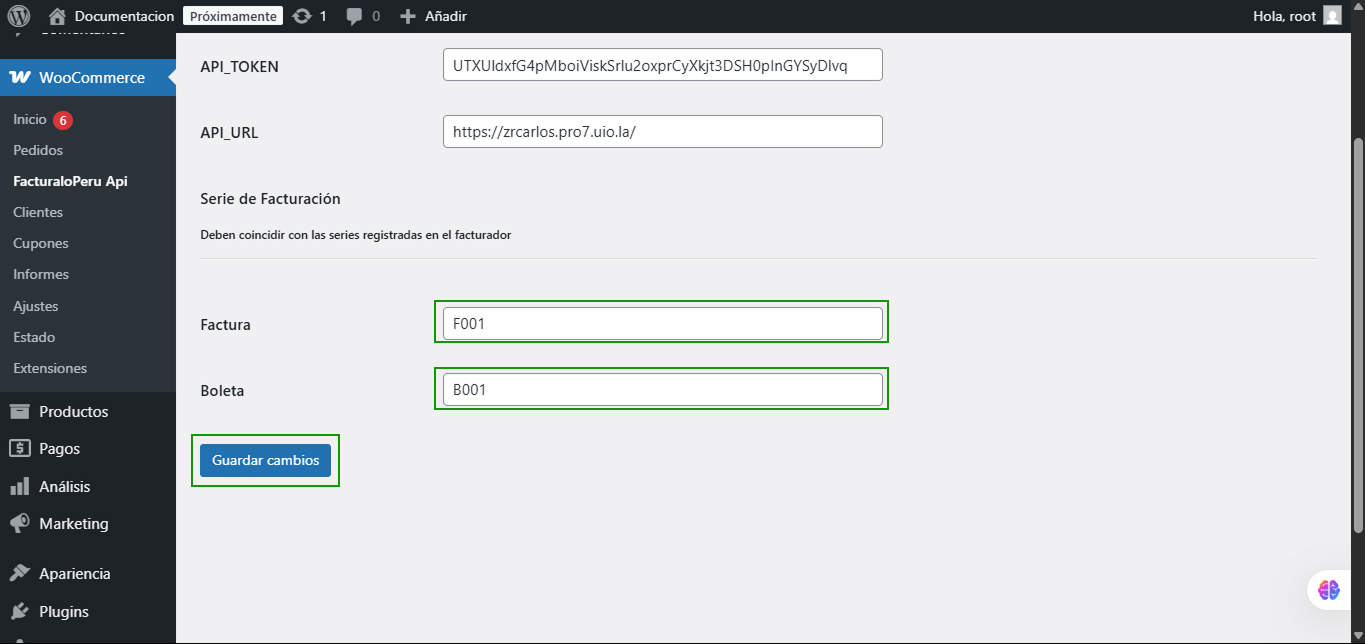 Documentacion Próximamente 1 0 Añadir Hola, root
WooCommerce
Inicio 6
Pedidos
FacturaloPeru Api
Clientes
Cupones
Informes
Ajustes
Estado
Extensiones
Productos
Pagos
Análisis
Marketing
Apariencia
Plugins
API_TOKEN UTXUIdxfG4pMboiViskSrIu2oxprCyXkjt3DSH0pInGYSyDIvq
API_URL https://zrcarlos.pro7.uio.la/
Serie de Facturación
Deben coincidir con las series registradas en el facturador
Factura F001
Boleta B001
Guardar cambios